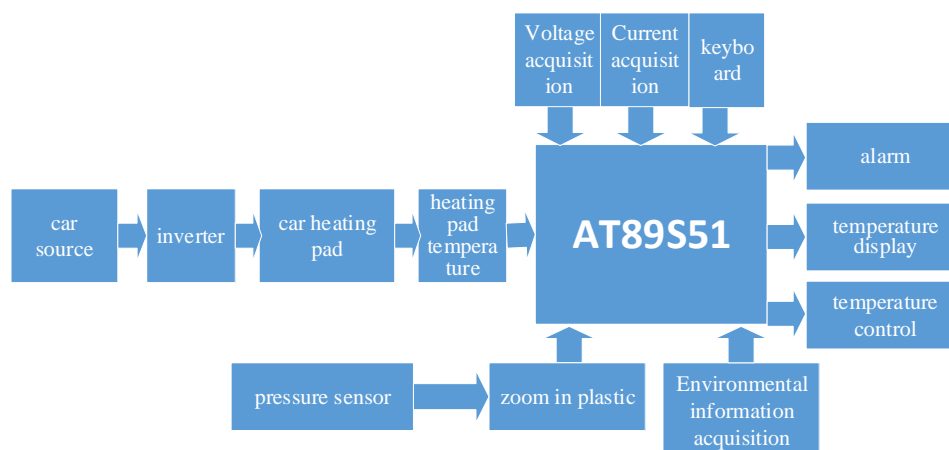 Voltage
acquisit
ion
Current
acquisit
ion
keybo
ard
alarm
car
source
inverter
car heating
pad
heating
pad
tempera
ture
AT89S51
temperature
display
temperature
control
pressure sensor
zoom in plastic
Environmental
information
acquisition